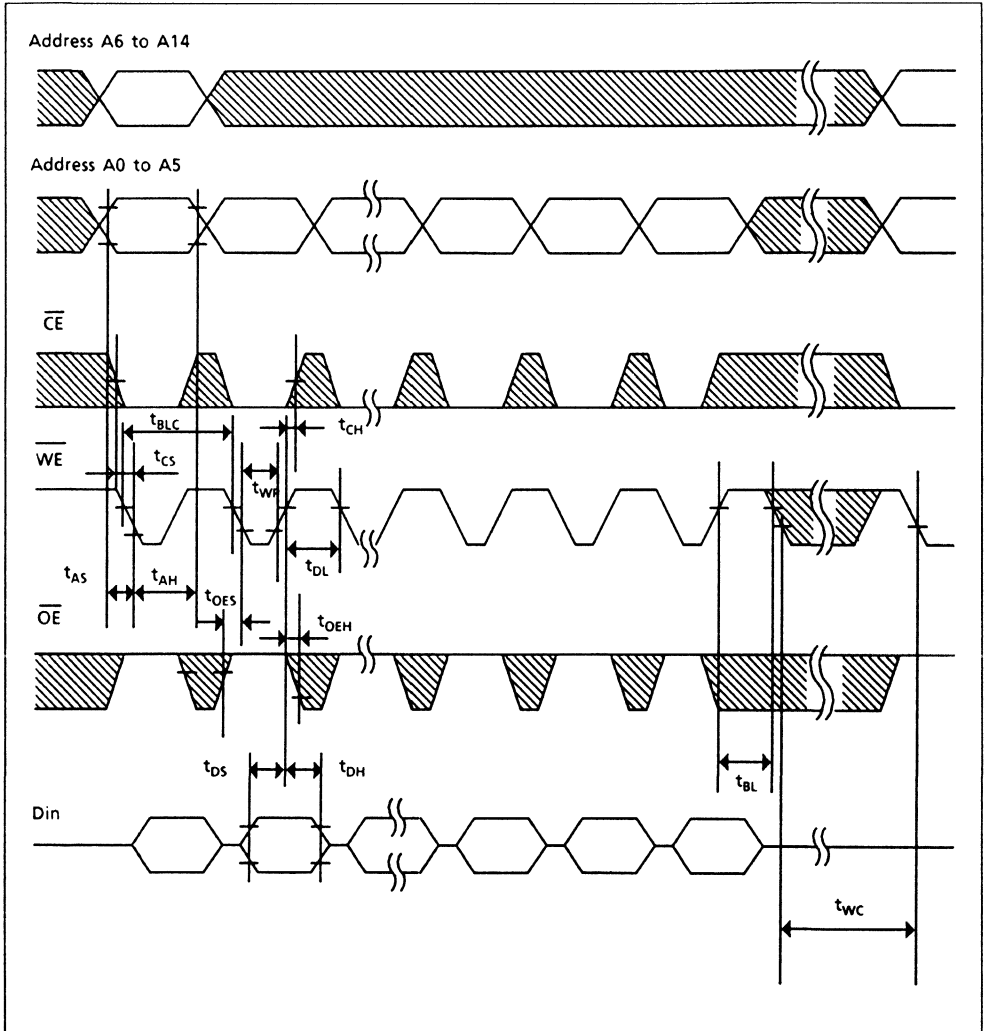 Address A6 to A14
Address A0 to A5
CE
tBLC
tCH
WE
tCS
tWP
tDL
tAS
tAH
tOES
OE
tOEH
tDS
tDH
tBL
Din
tWC